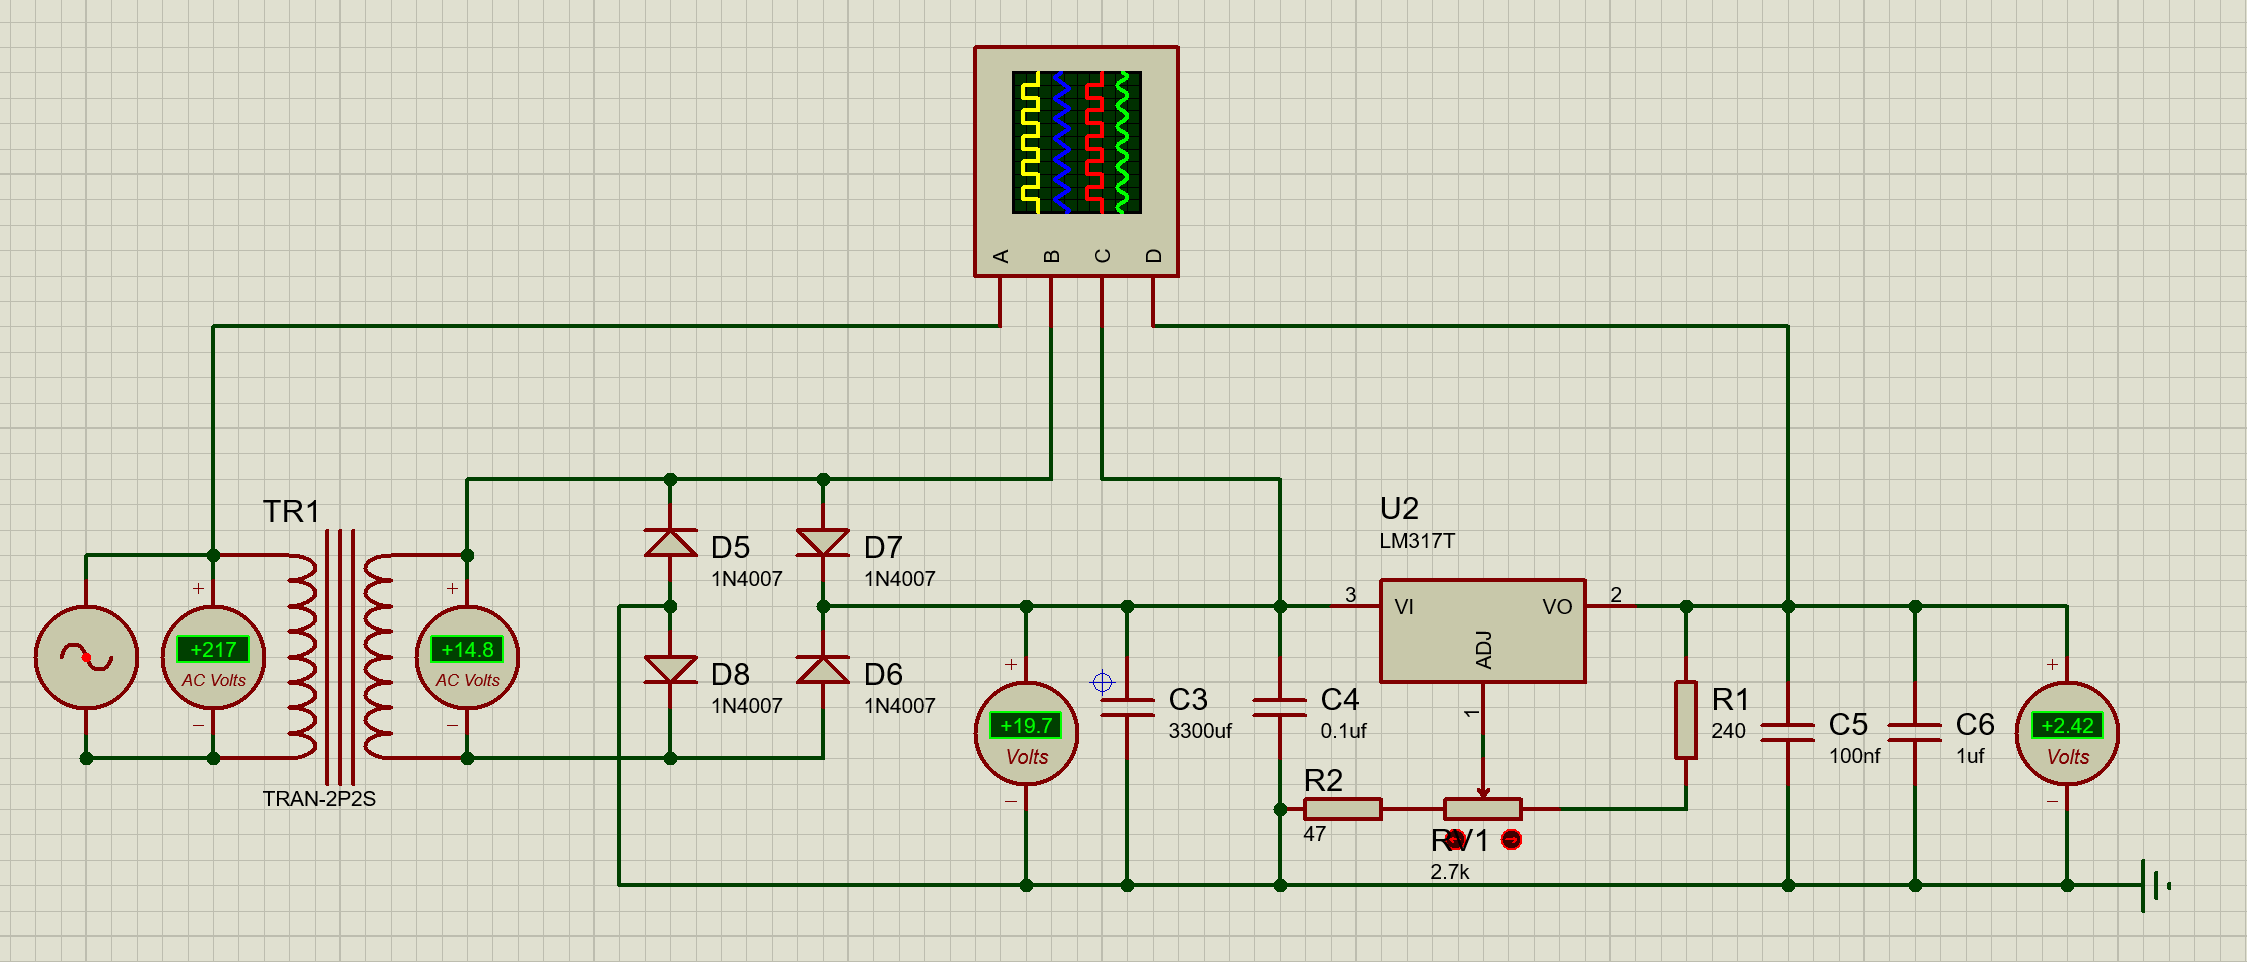 A B C D
TR1
TRAN-2P2S
+217
AC Volts
+14.8
AC Volts
D5
1N4007
D7
1N4007
D8
1N4007
D6
1N4007
+19.7
Volts
C3
3300uf
C4
0.1uf
U2
LM317T
3
VI
VO
2
ADJ
1
R2
47
RV1
2.7k
R1
240
C5
100nf
C6
1uf
+2.42
Volts